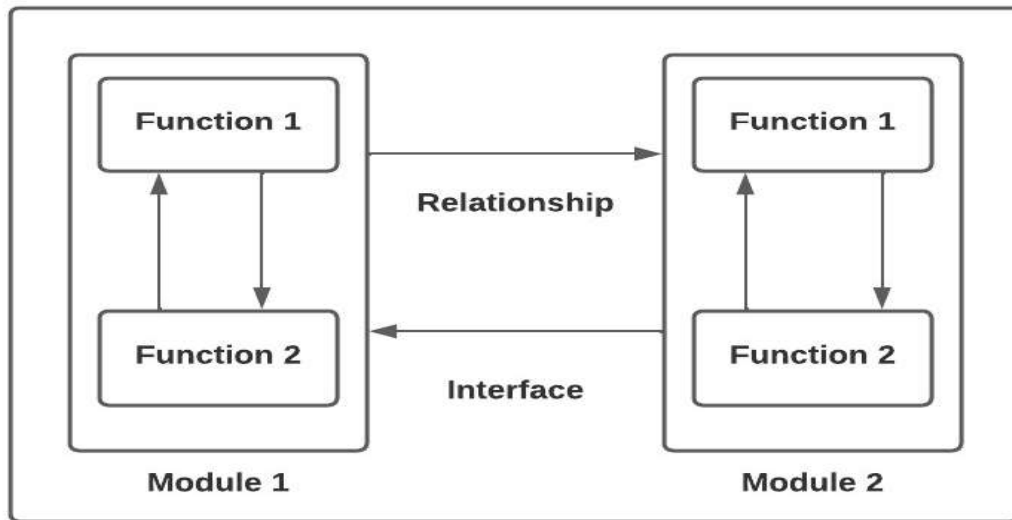 Function 1
Function 1
Relationship
Function 2
Function 2
Interface
Module 1
Module 2